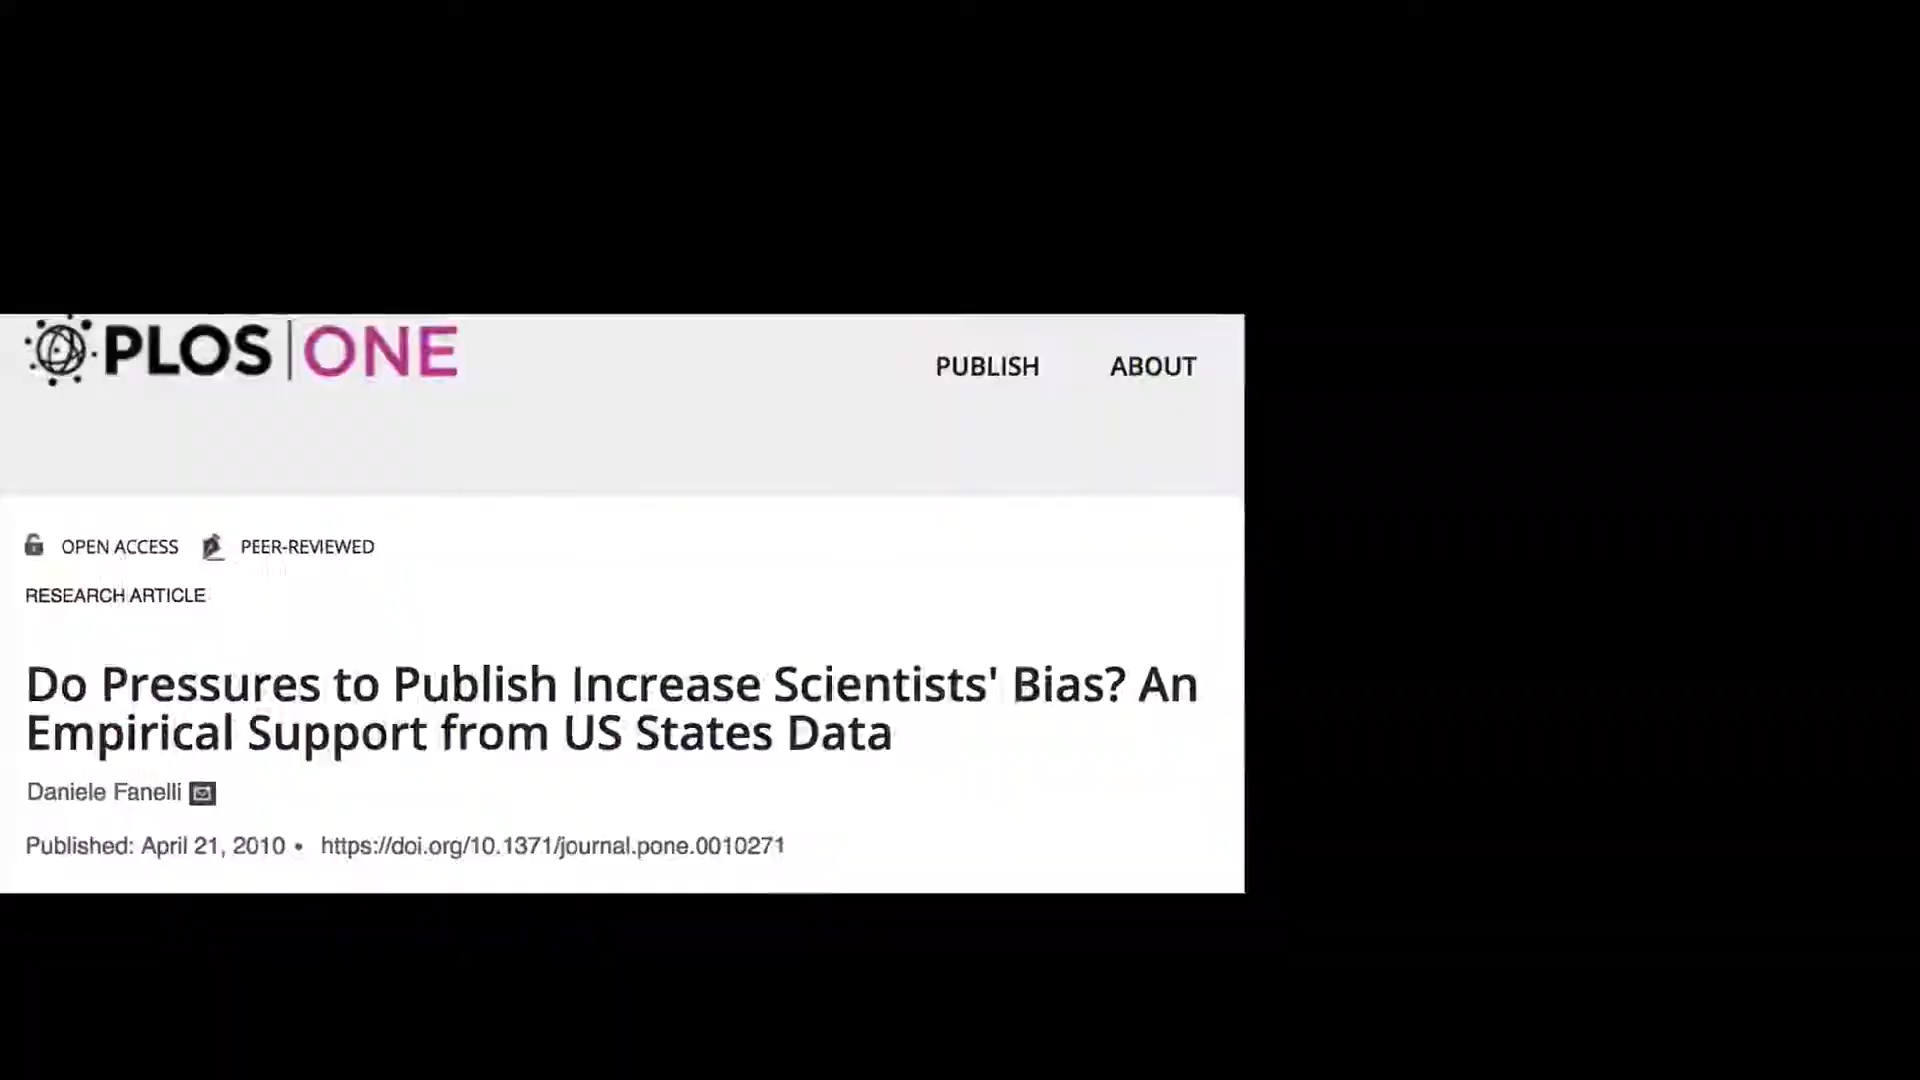 PLOS ONE
PUBLISH ABOUT
OPEN ACCESS PEER-REVIEWED
RESEARCH ARTICLE
Do Pressures to Publish Increase Scientists' Bias? An
Empirical Support from US States Data
Daniele Fanelli
Published: April 21, 2010 • https://doi.org/10.1371/journal.pone.0010271